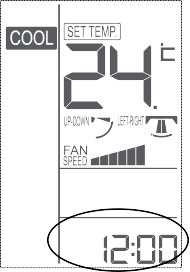 COOL
SET TEMP.
24.°C
UP-DOWN LEFT-RIGHT
FAN
SPEED
12:00